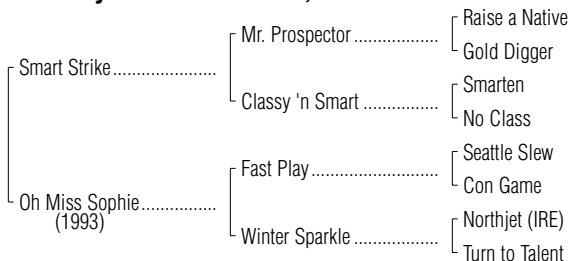 Raise a Native
Mr. Prospector ..................
Gold Digger
Smart Strike ......................
Smarten
Classy 'n Smart ................
No Class
Seattle Slew
Fast Play ...........................
Con Game
Oh Miss Sophie ................
(1993)
Northjet (IRE)
Winter Sparkle ..................
Turn to Talent